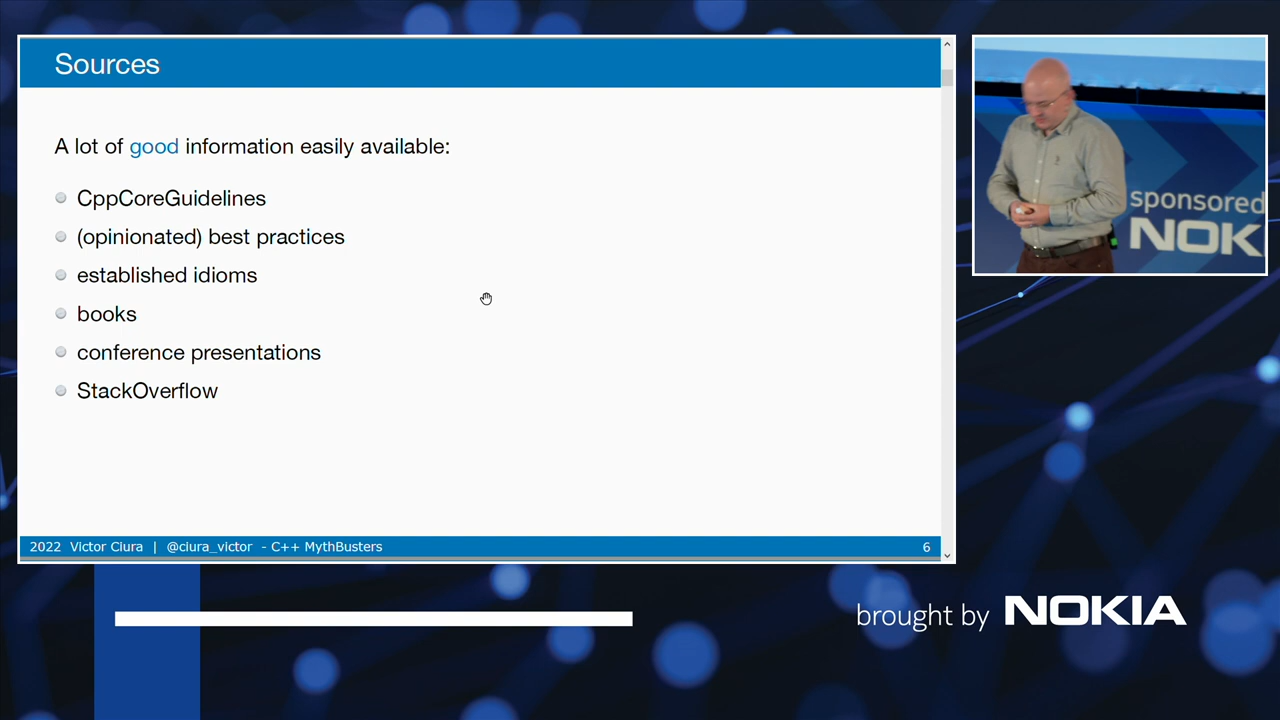 Sources
A lot of good information easily available:
CppCoreGuidelines
(opinionated) best practices
established idioms
books
conference presentations
StackOverflow
2022 Victor Ciura | @ciura_victor - C++ MythBusters
6
sponsored
NOK
brought by NOKIA